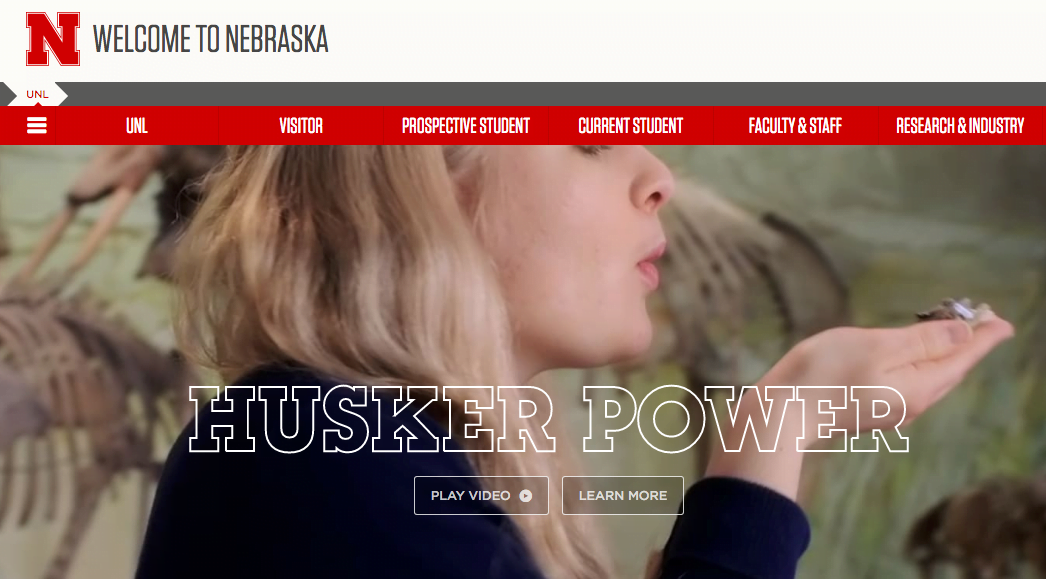 N WELCOME TO NEBRASKA
UNL
UNL VISITOR PROSPECTIVE STUDENT CURRENT STUDENT FACULTY & STAFF RESEARCH & INDUSTRY
HUSKER POWER
PLAY VIDEO LEARN MORE